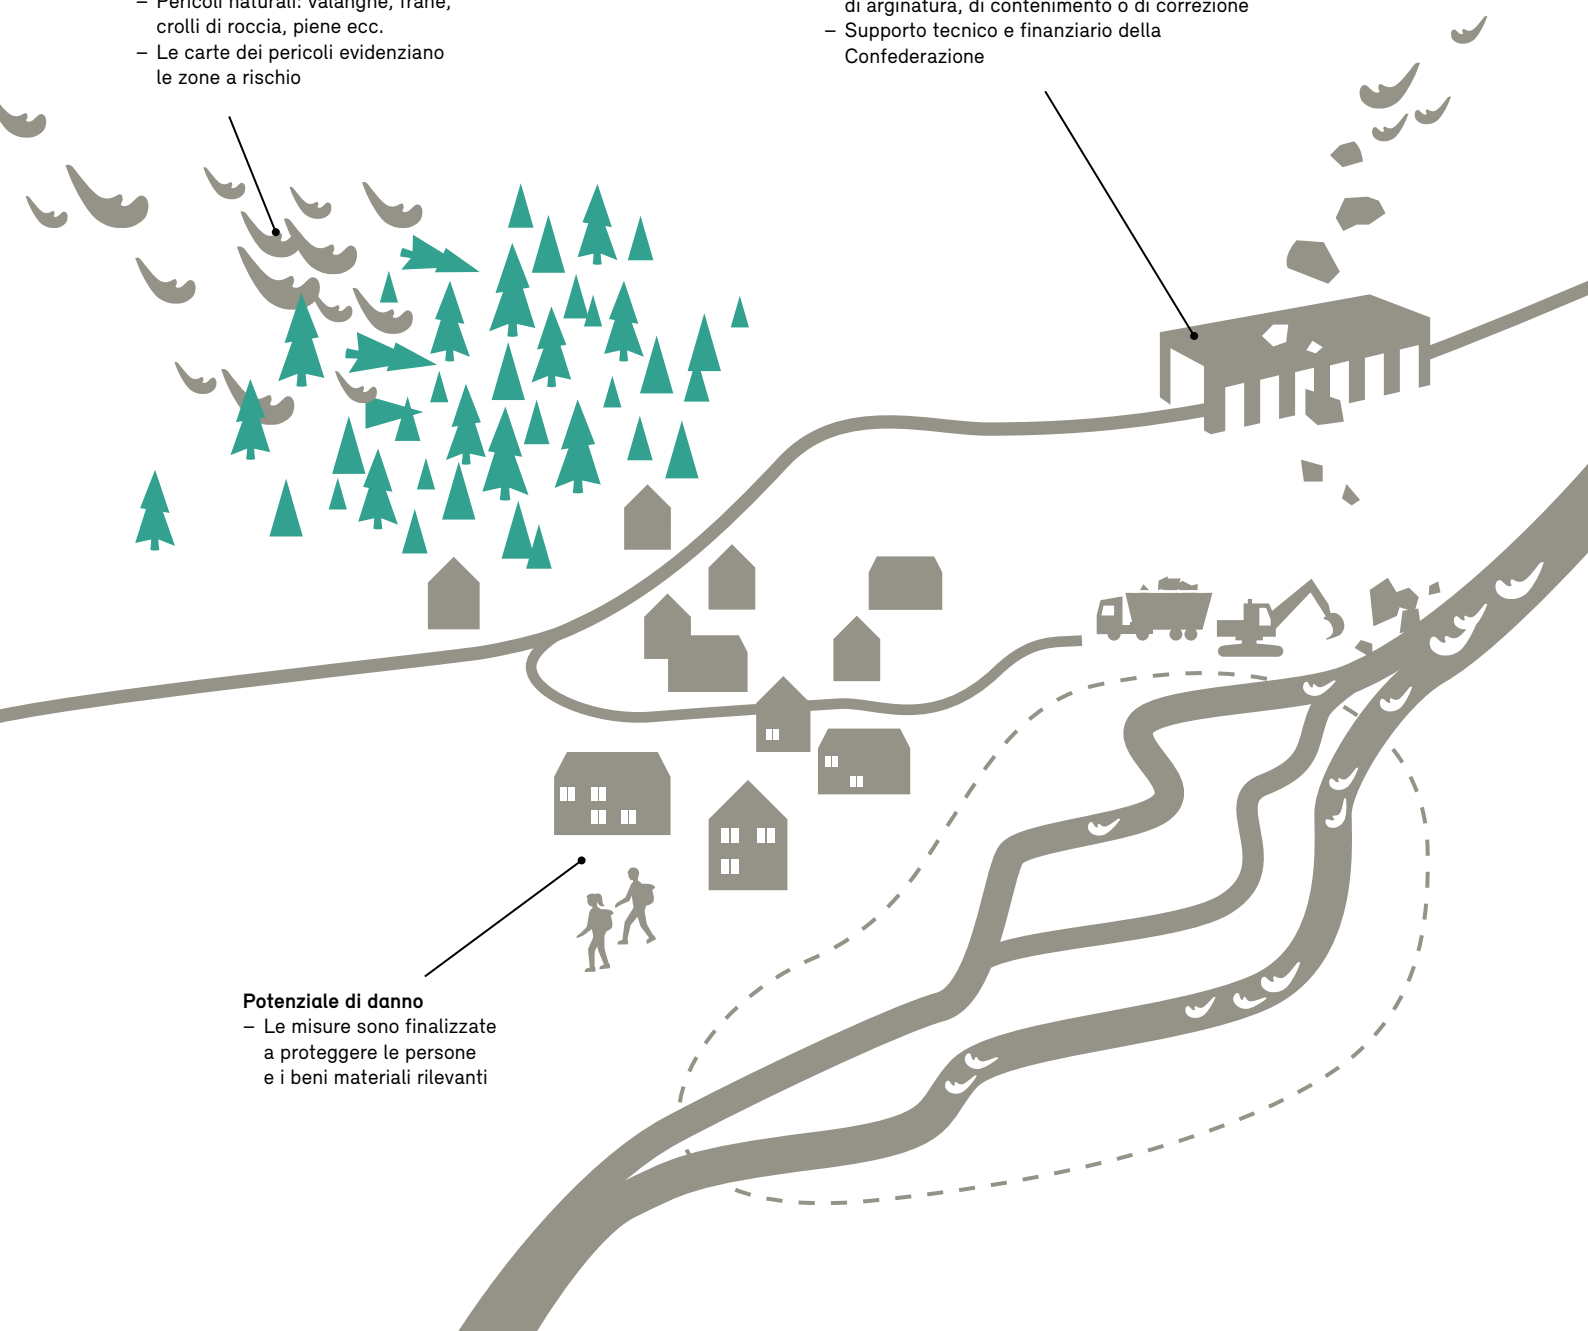 – Pericoli naturali: valanghe, frane,
crolli di roccia, piene ecc.
– Le carte dei pericoli evidenziano
le zone a rischio
di arginatura, di contenimento o di correzione
– Supporto tecnico e finanziario della
Confederazione
Potenziale di danno
– Le misure sono finalizzate
a proteggere le persone
e i beni materiali rilevanti